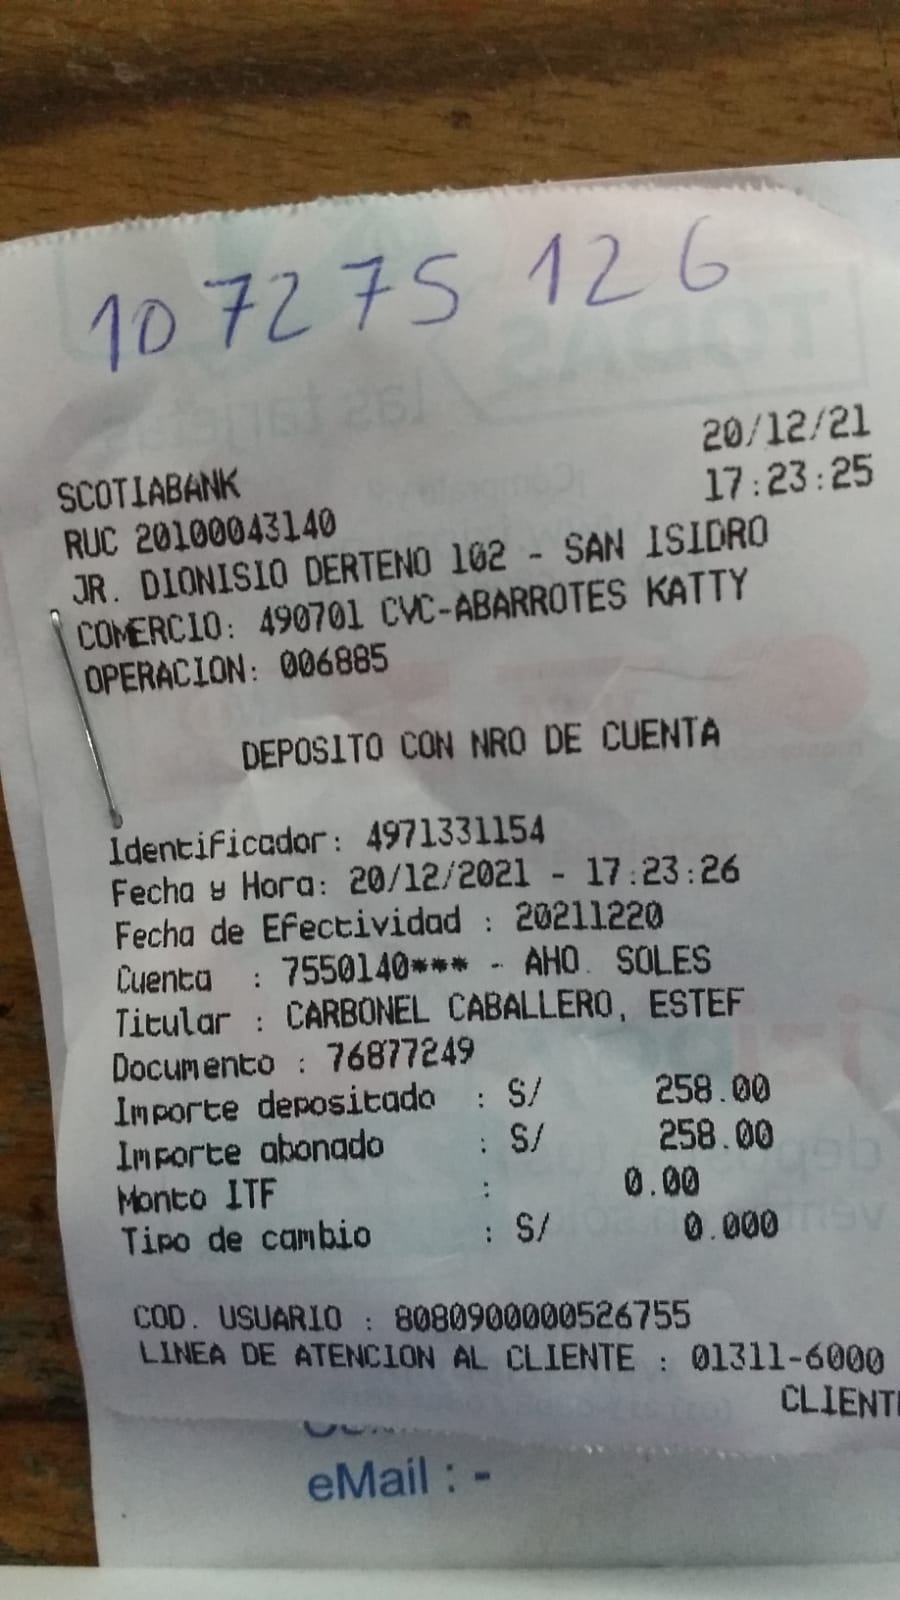 107275 126
20/12/21
SCOTIABANK
17:23:25
RUC 20100043140
JR. DIONISIO DERTENO 102 - SAN ISIDRO
COMERCIO: 490701 CVC-ABARROTES KATTY
OPERACION: 006885
DEPOSITO CON NRO DE CUENTA
Identificador: 4971331154
Fecha y Hora: 20/12/2021 - 17:23:26
Fecha de Efectividad : 20211220
Cuenta : 7550140*** - AHO. SOLES
Titular : CARBONEL CABALLERO, ESTEF
Documento : 76877249
Importe depositado : S/ 258.00
Importe abonado : S/ 258.00
Monto ITF : 0.00
Tipo de cambio : S/ 0.000
COD. USUARIO : 8080900000526755
LINEA DE ATENCION AL CLIENTE : 01311-6000
CLIENT
eMail : -